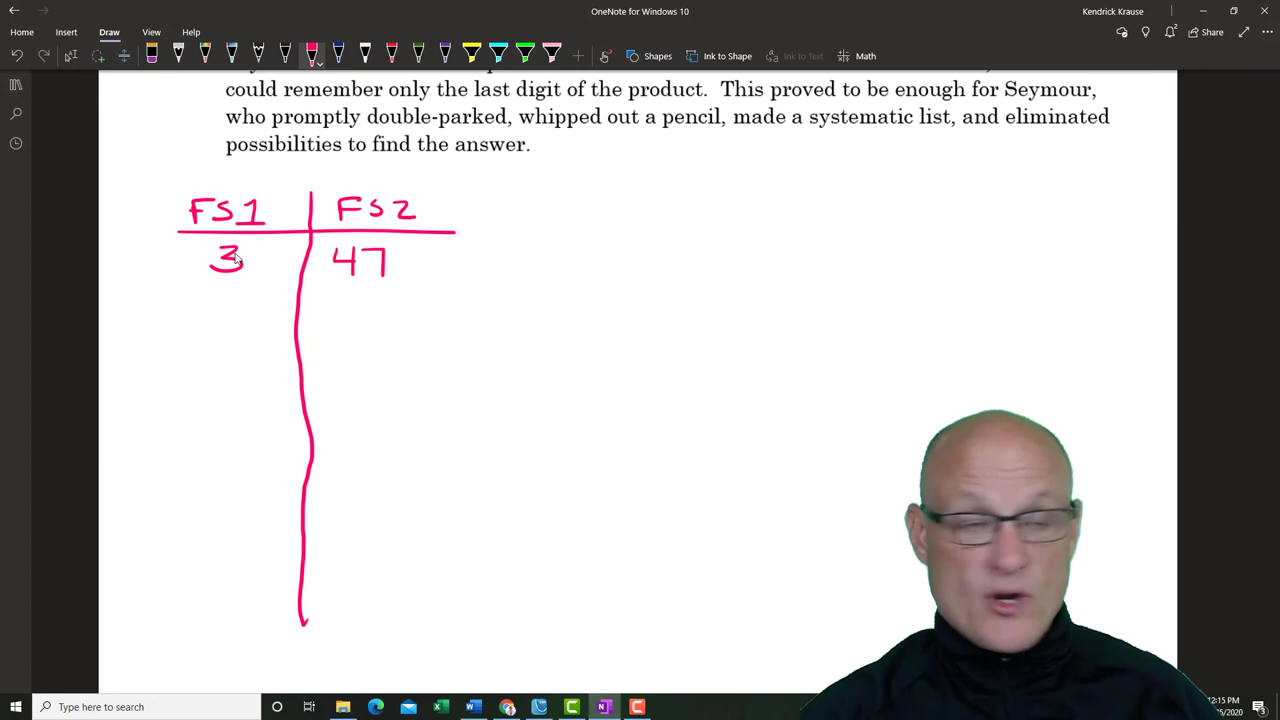 OneNote for Windows 10
Kendrick Krause
Home Insert Draw View Help
Share
Shapes Ink to Shape Ink to Text Math
could remember only the last digit of the product. This proved to be enough for Seymour,
who promptly double-parked, whipped out a pencil, made a systematic list, and eliminated
possibilities to find the answer.
FS1 FS2
3 47
Type here to search
12:15 PM